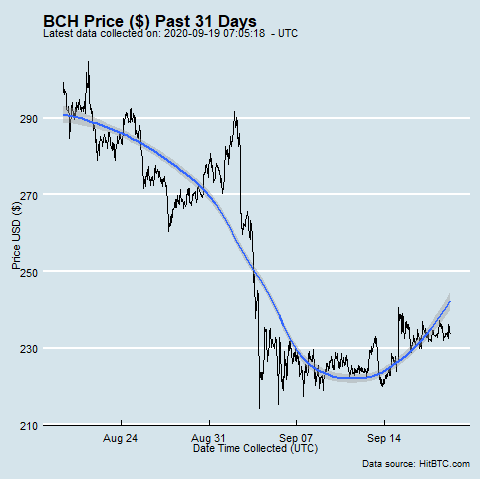 BCH Price ($) Past 31 Days
Latest data collected on: 2020-09-19 07:05:18 - UTC
Price USD ($)
290
270
250
230
210
Aug 24 Aug 31 Sep 07 Sep 14
Date Time Collected (UTC)
Data source: HitBTC.com